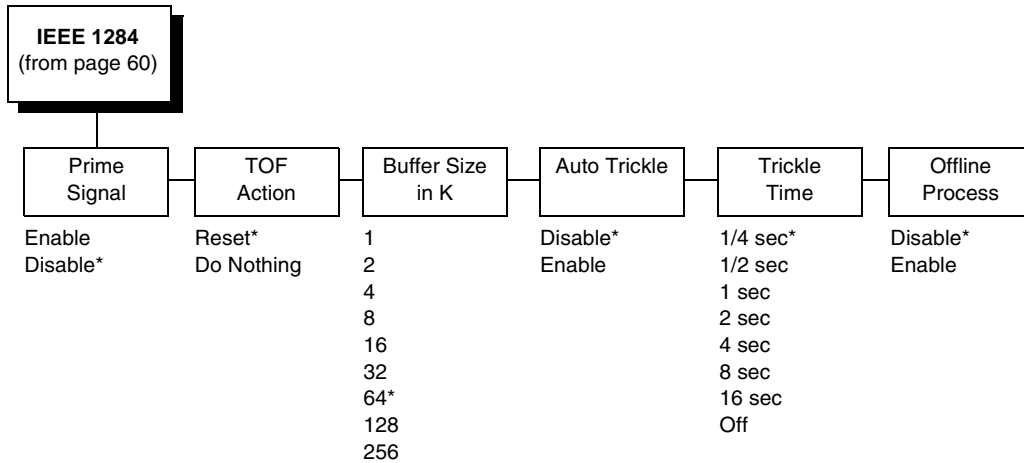 IEEE 1284
(from page 60)
Prime
Signal
Enable
Disable*
TOF
Action
Reset*
Do Nothing
Buffer Size
in K
1
2
4
8
16
32
64*
128
256
Auto Trickle
Disable*
Enable
Trickle
Time
1/4 sec*
1/2 sec
1 sec
2 sec
4 sec
8 sec
16 sec
Off
Offline
Process
Disable*
Enable